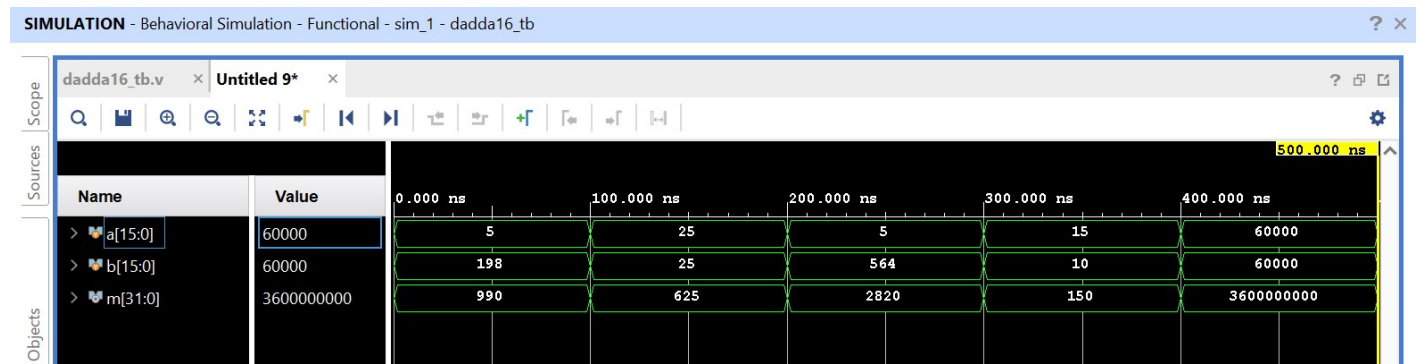 SIMULATION - Behavioral Simulation - Functional - sim_1 - dadda16_tb ? ×
Scope
Sources
Objects
dadda16_tb.v × Untitled 9* × ?
500.000 ns
Name Value 0.000 ns 100.000 ns 200.000 ns 300.000 ns 400.000 ns
> a[15:0] 60000 5 25 5 15 60000
> b[15:0] 60000 198 25 564 10 60000
> m[31:0] 3600000000 990 625 2820 150 3600000000